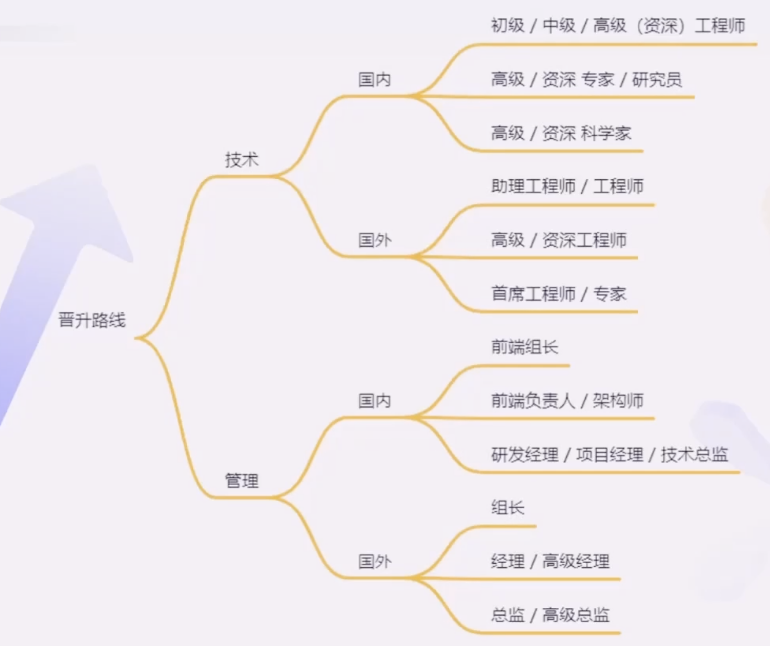 晋升路线
技术
国内
初级 / 中级 / 高级（资深）工程师
高级 / 资深 专家 / 研究员
高级 / 资深 科学家
国外
助理工程师 / 工程师
高级 / 资深工程师
首席工程师 / 专家
管理
国内
前端组长
前端负责人 / 架构师
研发经理 / 项目经理 / 技术总监
国外
组长
经理 / 高级经理
总监 / 高级总监